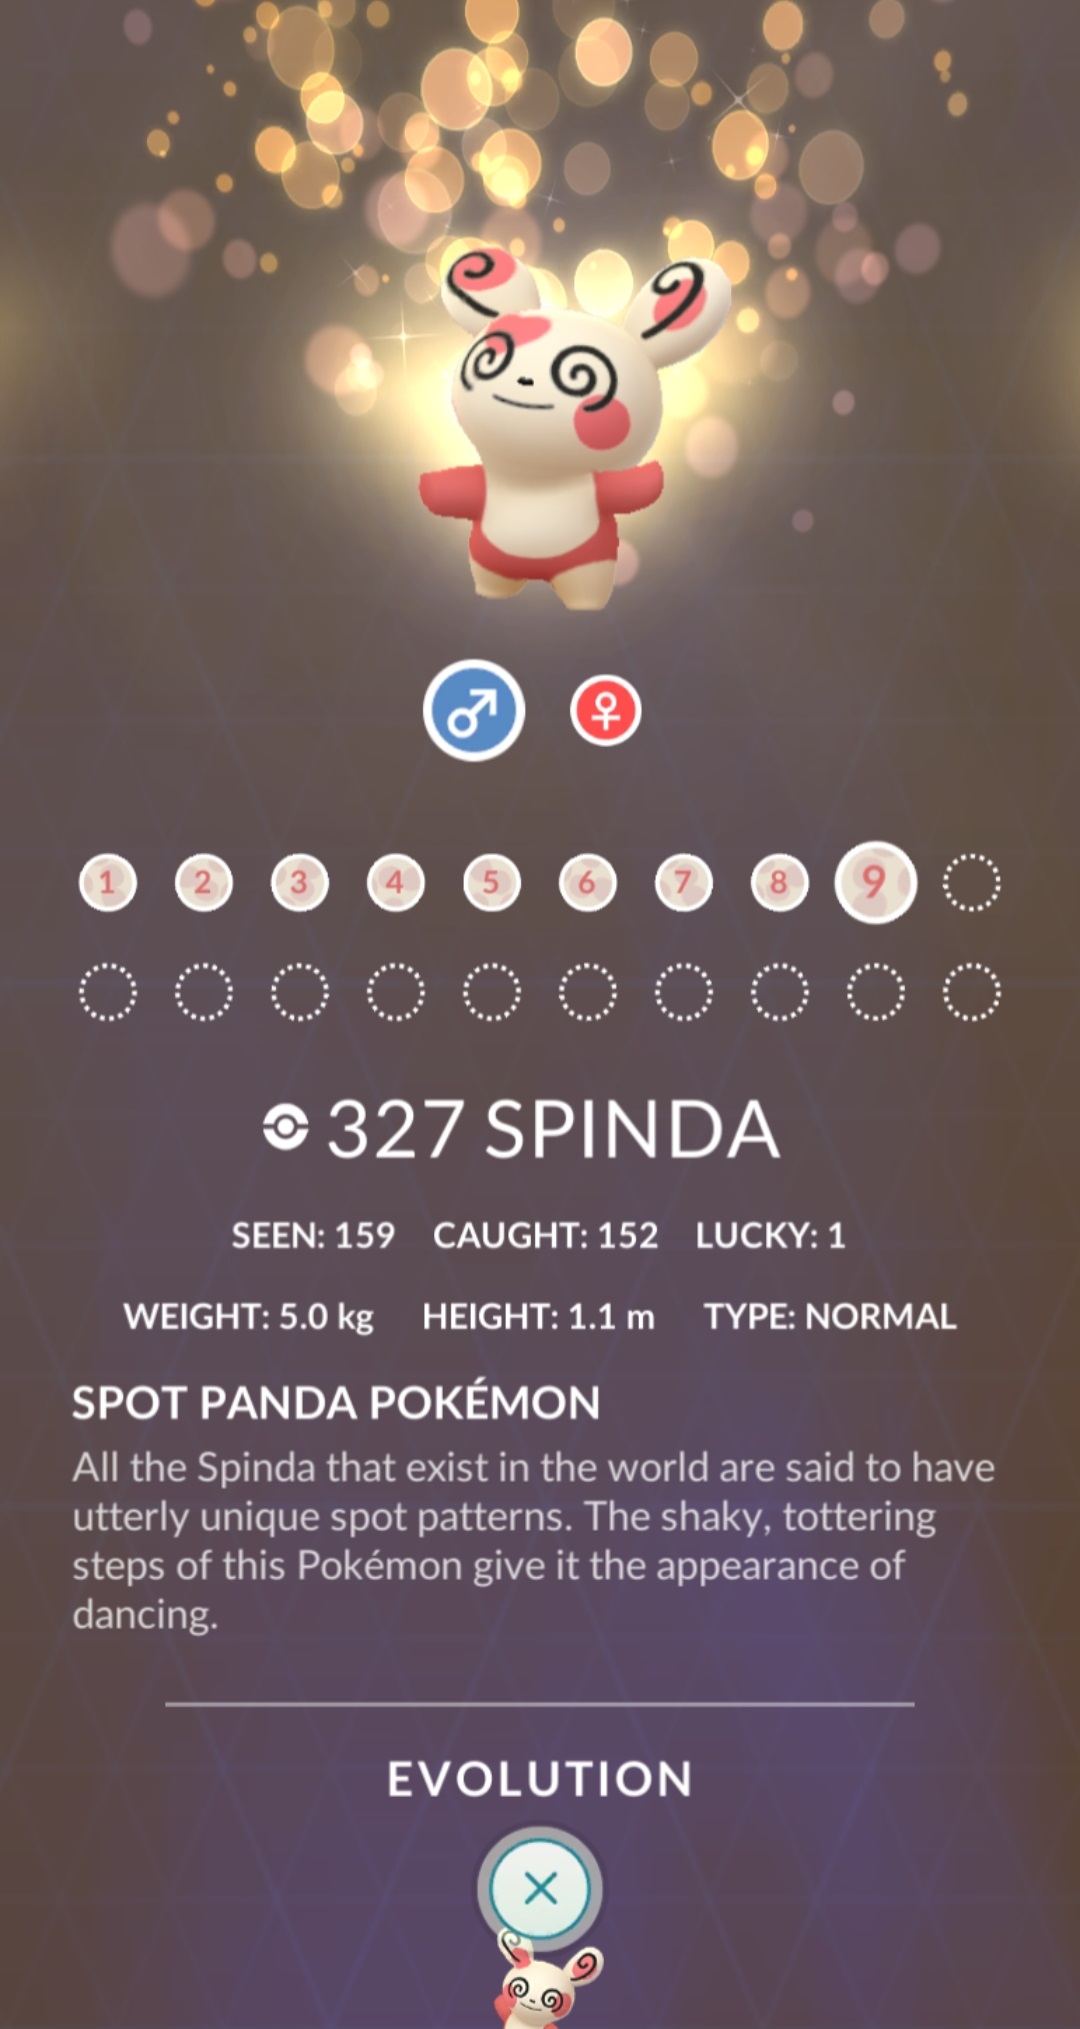 1 2 3 4 5 6 7 8 9
327 SPINDA
SEEN: 159 CAUGHT: 152 LUCKY: 1
WEIGHT: 5.0 kg HEIGHT: 1.1 m TYPE: NORMAL
SPOT PANDA POKÉMON
All the Spinda that exist in the world are said to have
utterly unique spot patterns. The shaky, tottering
steps of this Pokémon give it the appearance of
dancing.
EVOLUTION